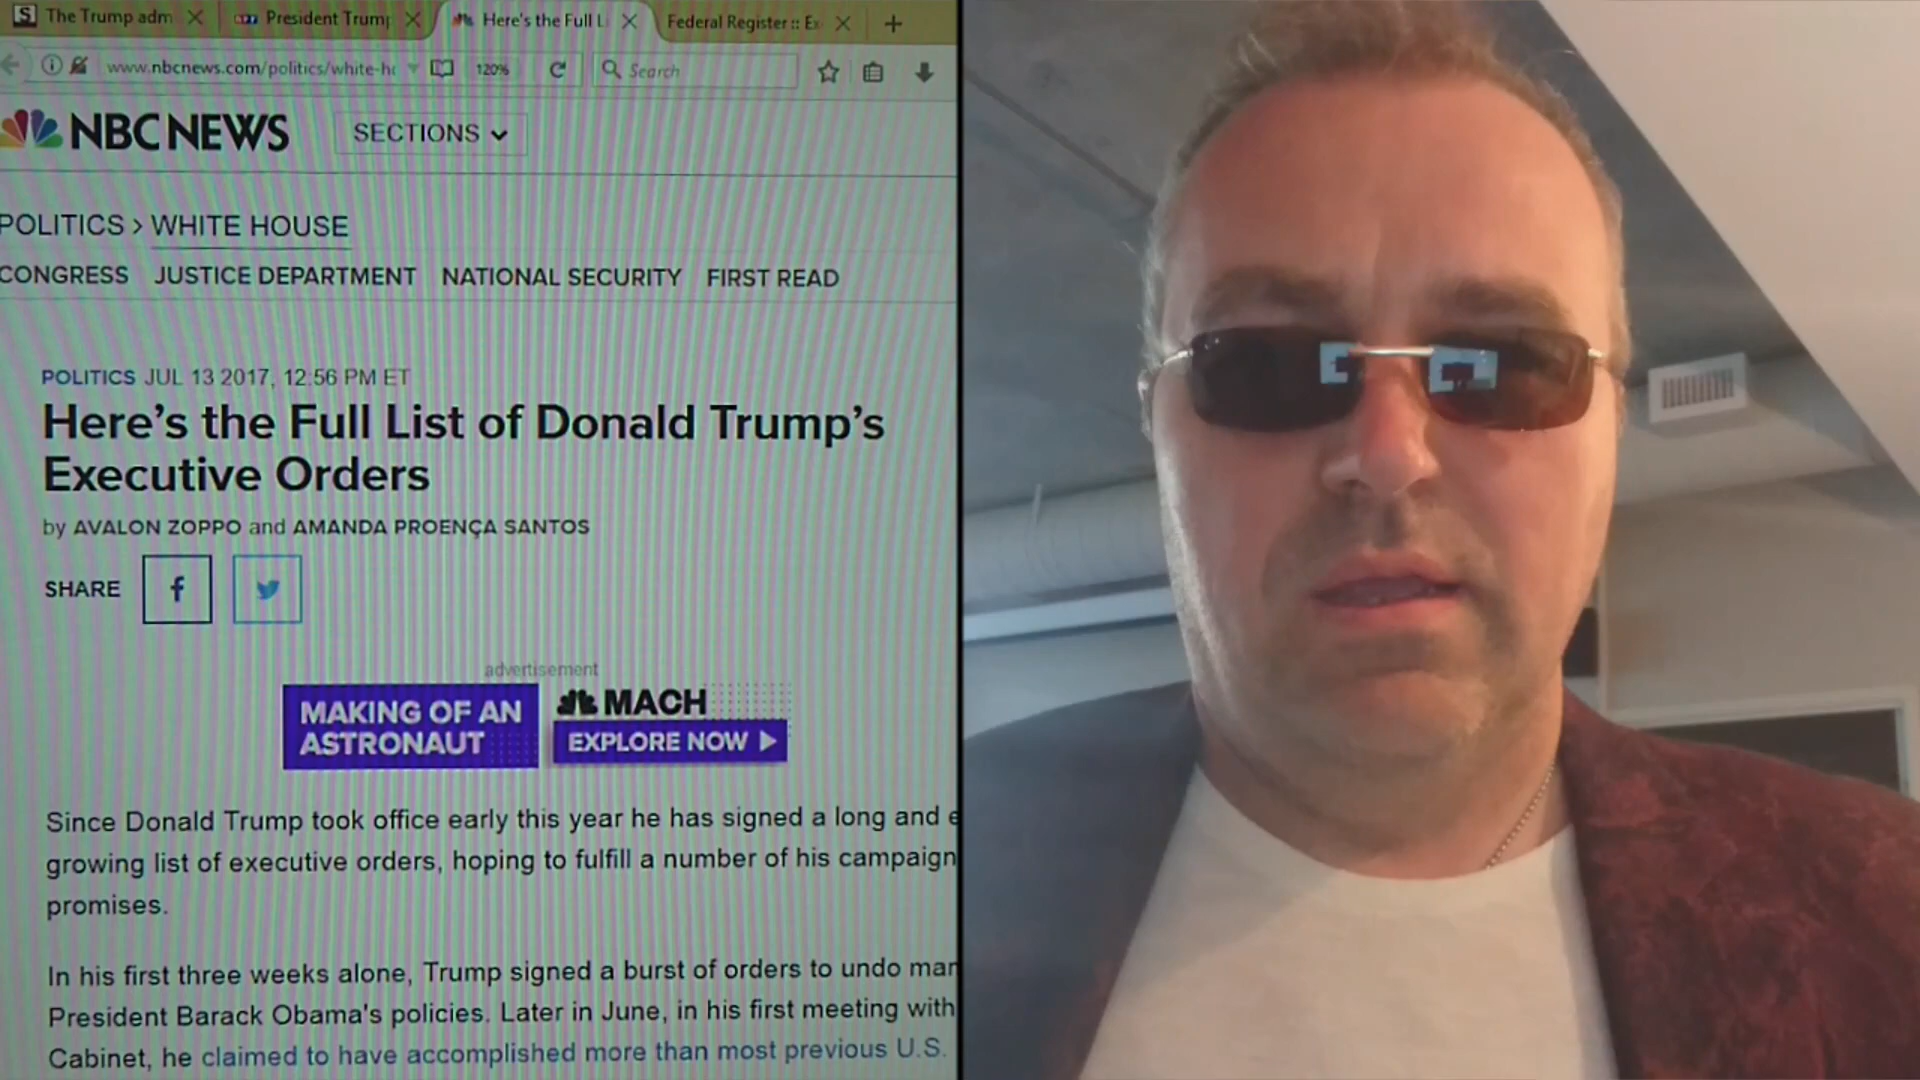 The Trump adm
President Trump
Here's the Full Li
Federal Register :: Ex
www.nbcnews.com/politics/white-ho
120%
Search
NBC NEWS
SECTIONS
POLITICS > WHITE HOUSE
CONGRESS JUSTICE DEPARTMENT NATIONAL SECURITY FIRST READ
POLITICS JUL 13 2017, 12:56 PM ET
Here's the Full List of Donald Trump's
Executive Orders
by AVALON ZOPPO and AMANDA PROENÇA SANTOS
SHARE
advertisement
MAKING OF AN
ASTRONAUT
MACH
EXPLORE NOW
Since Donald Trump took office early this year he has signed a long and e
growing list of executive orders, hoping to fulfill a number of his campaign
promises.
In his first three weeks alone, Trump signed a burst of orders to undo man
President Barack Obama's policies. Later in June, in his first meeting with
Cabinet, he claimed to have accomplished more than most previous U.S.